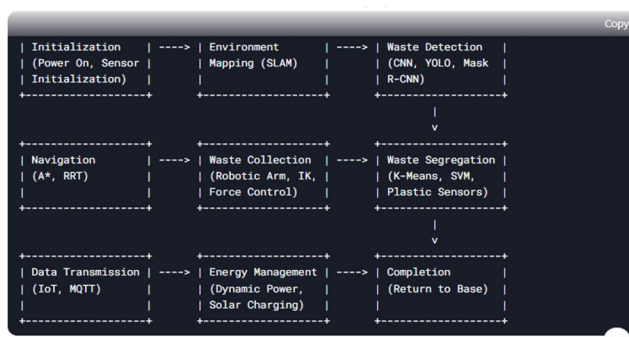 Copy
| Initialization | ----> | Environment | ----> | Waste Detection |
| (Power On, Sensor | | Mapping (SLAM) | | (CNN, YOLO, Mask |
| Initialization) | | | | R-CNN) |
+-------------------+ +-------------------+ +-------------------+
|
v
+-------------------+ +-------------------+ +-------------------+
| Navigation | ----> | Waste Collection | ----> | Waste Segregation |
| (A*, RRT) | | (Robotic Arm, IK, | | (K-Means, SVM, |
| | | Force Control) | | Plastic Sensors) |
+-------------------+ +-------------------+ +-------------------+
|
v
+-------------------+ +-------------------+ +-------------------+
| Data Transmission | ----> | Energy Management | ----> | Completion |
| (IoT, MQTT) | | (Dynamic Power, | | (Return to Base) |
| | | Solar Charging) | | |
+-------------------+ +-------------------+ +-------------------+